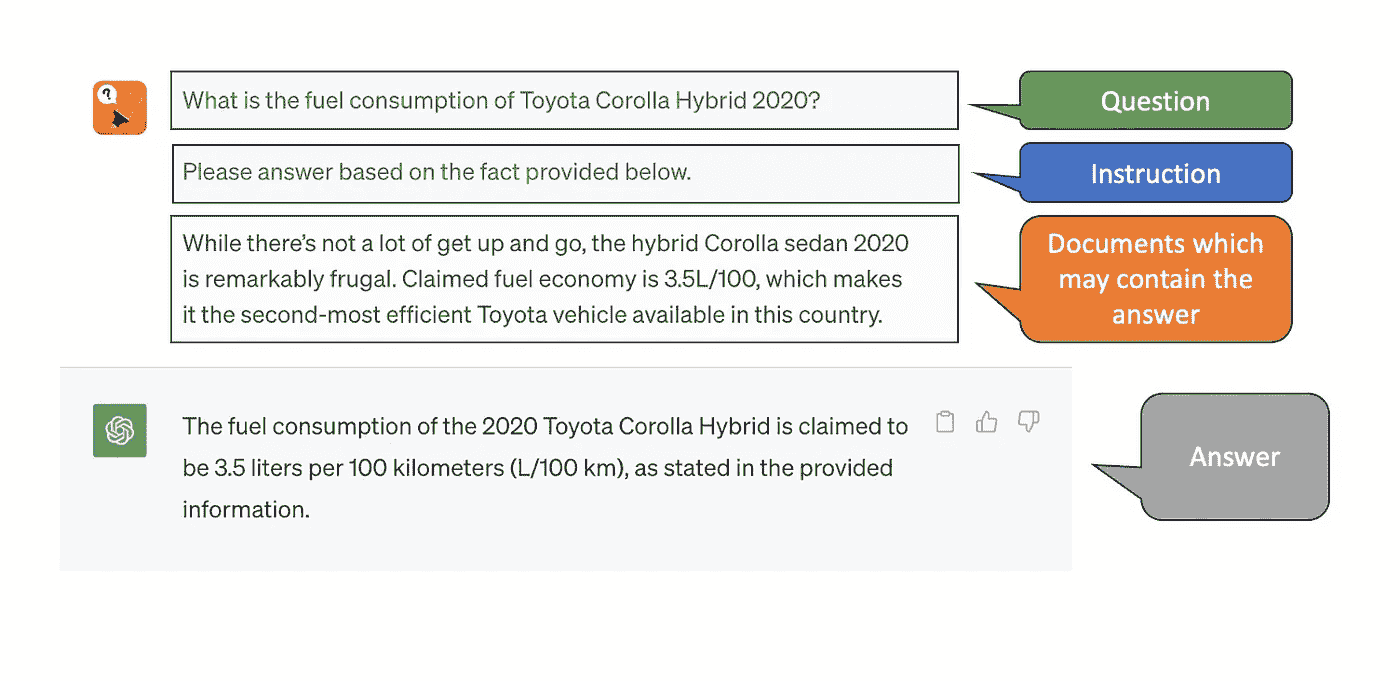 ?
What is the fuel consumption of Toyota Corolla Hybrid 2020?
Question
Please answer based on the fact provided below.
Instruction
While there’s not a lot of get up and go, the hybrid Corolla sedan 2020
is remarkably frugal. Claimed fuel economy is 3.5L/100, which makes
it the second-most efficient Toyota vehicle available in this country.
Documents which
may contain the
answer
The fuel consumption of the 2020 Toyota Corolla Hybrid is claimed to
be 3.5 liters per 100 kilometers (L/100 km), as stated in the provided
information.
Answer